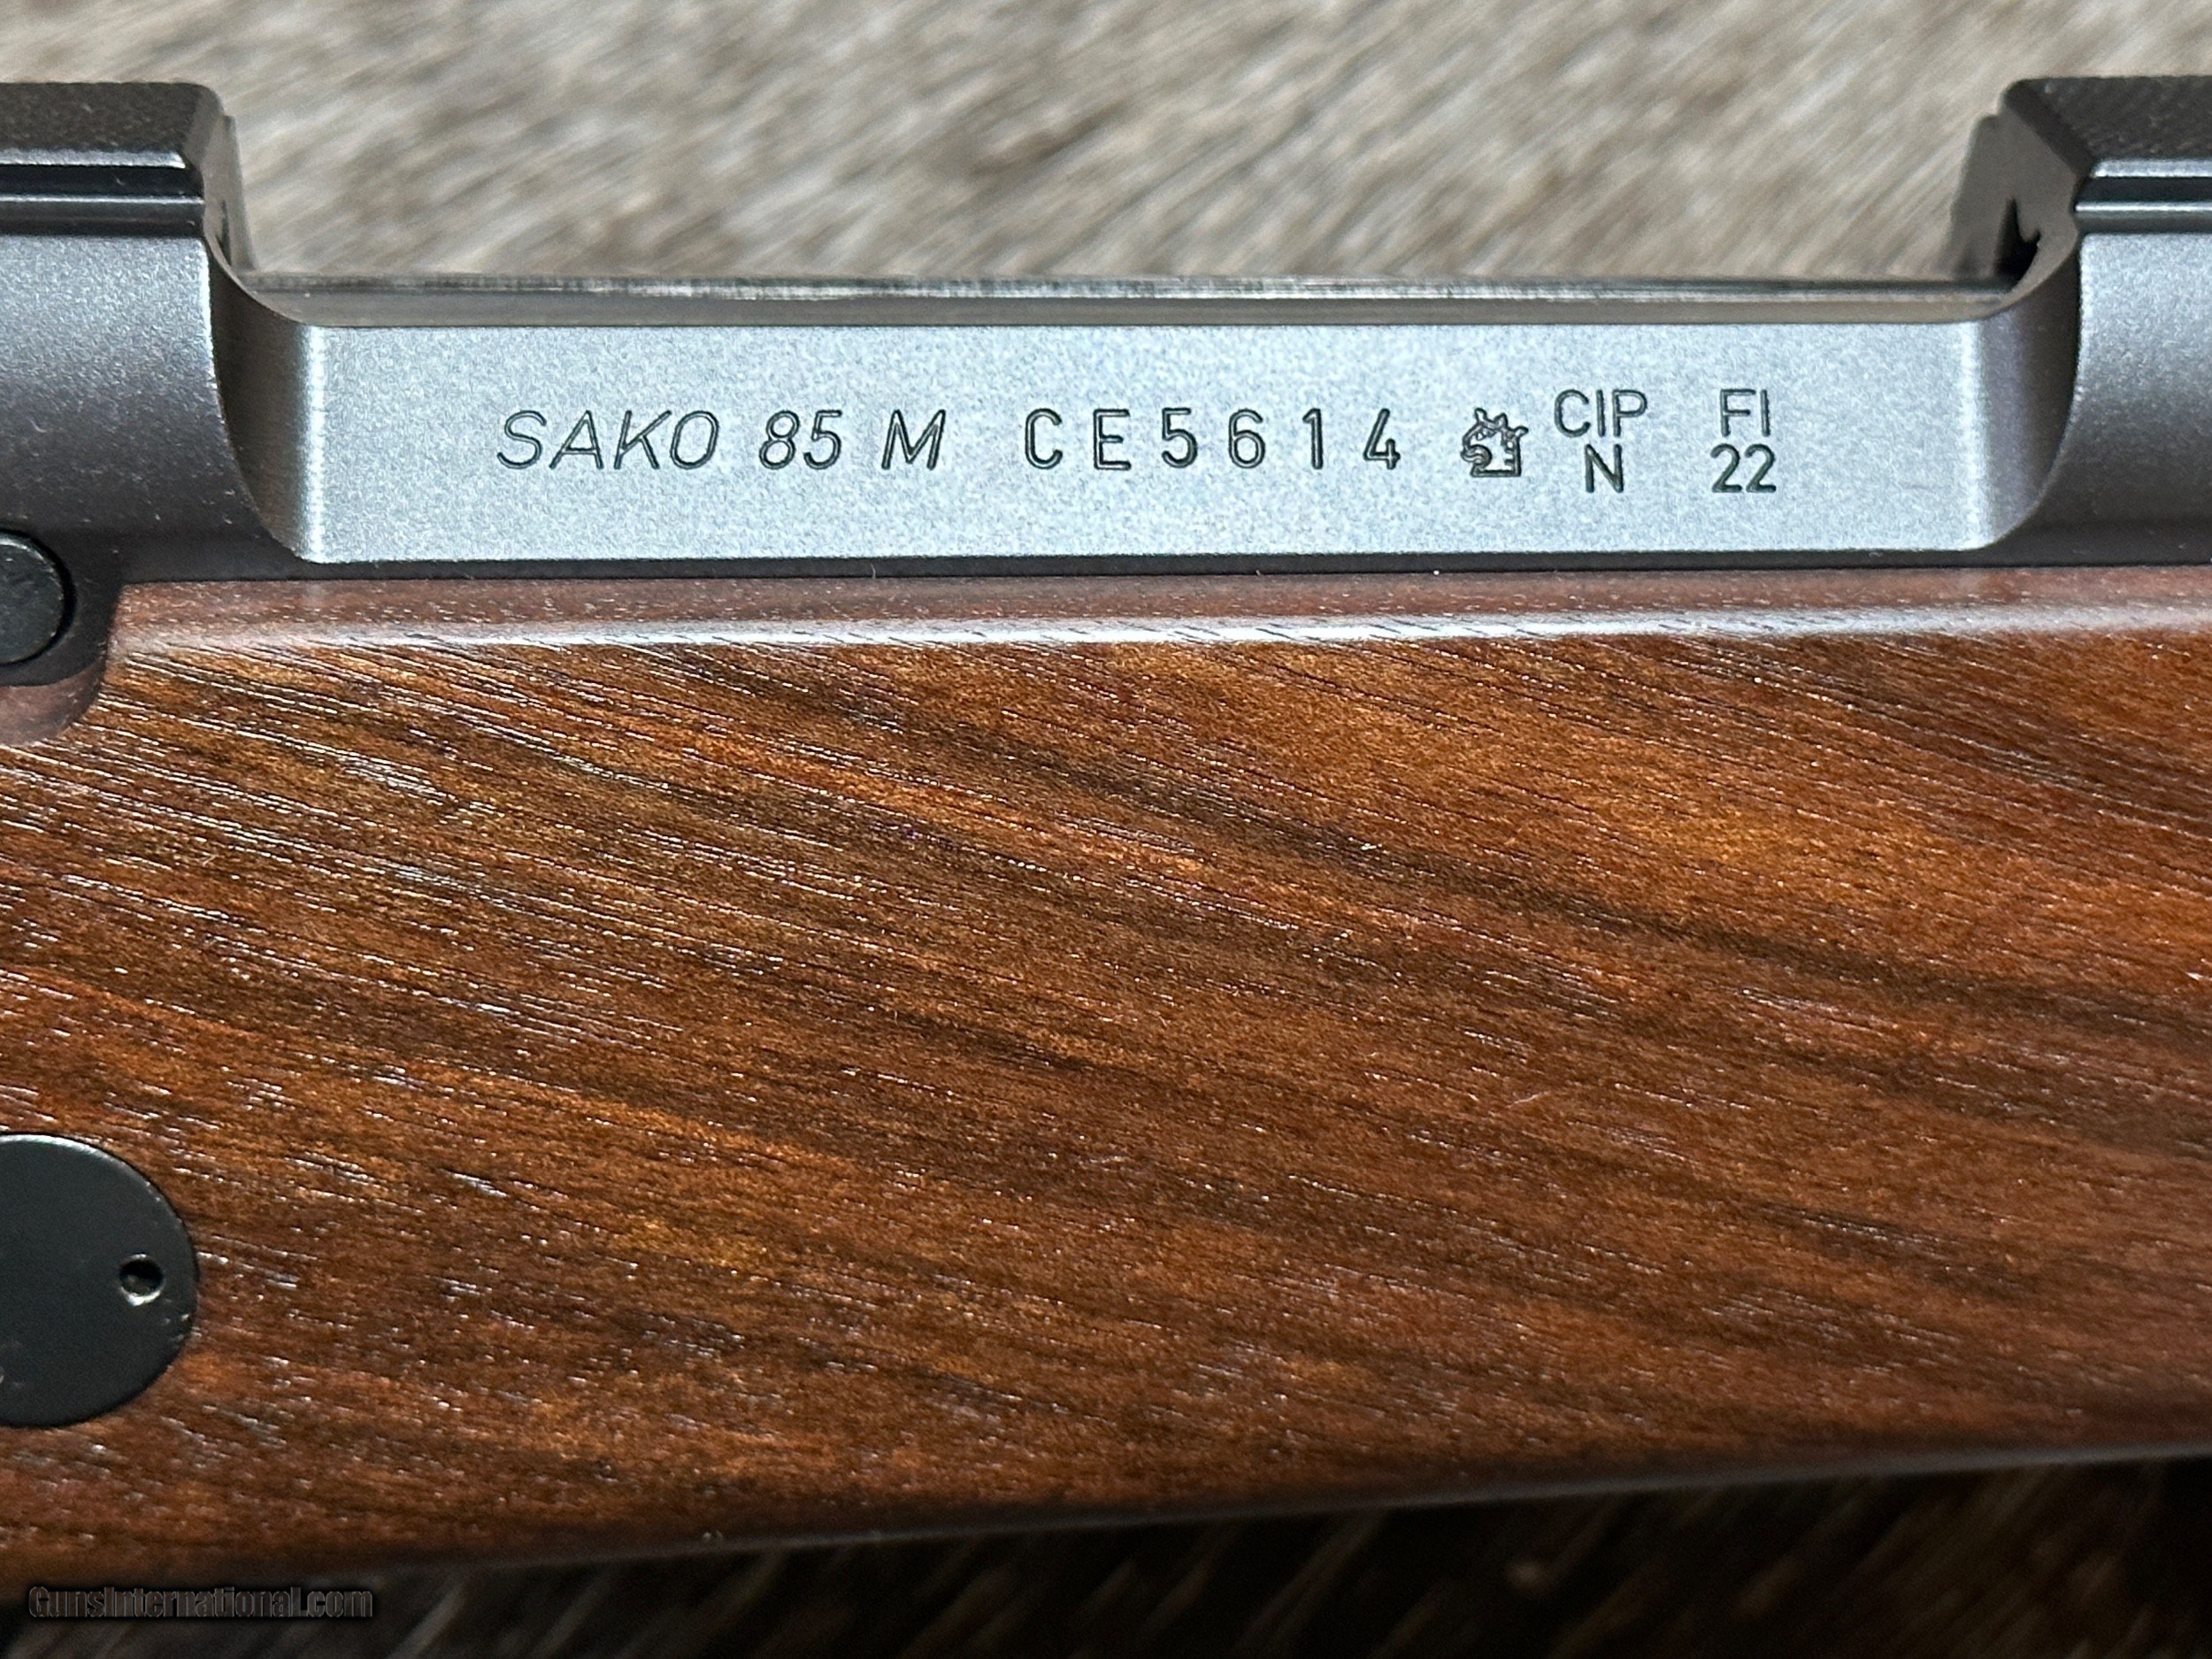 SAKO 85 M CE5614 CIP FI
N 22
GunsInternational.com